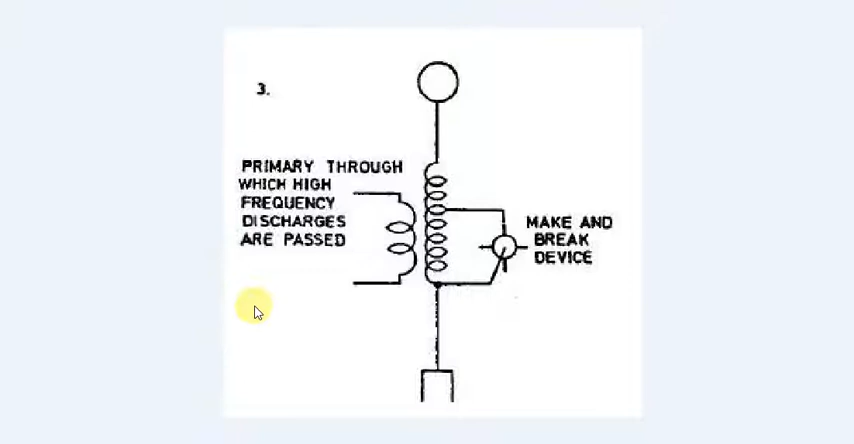 3.
PRIMARY THROUGH
WHICH HIGH
FREQUENCY
DISCHARGES
ARE PASSED
MAKE AND
BREAK
DEVICE